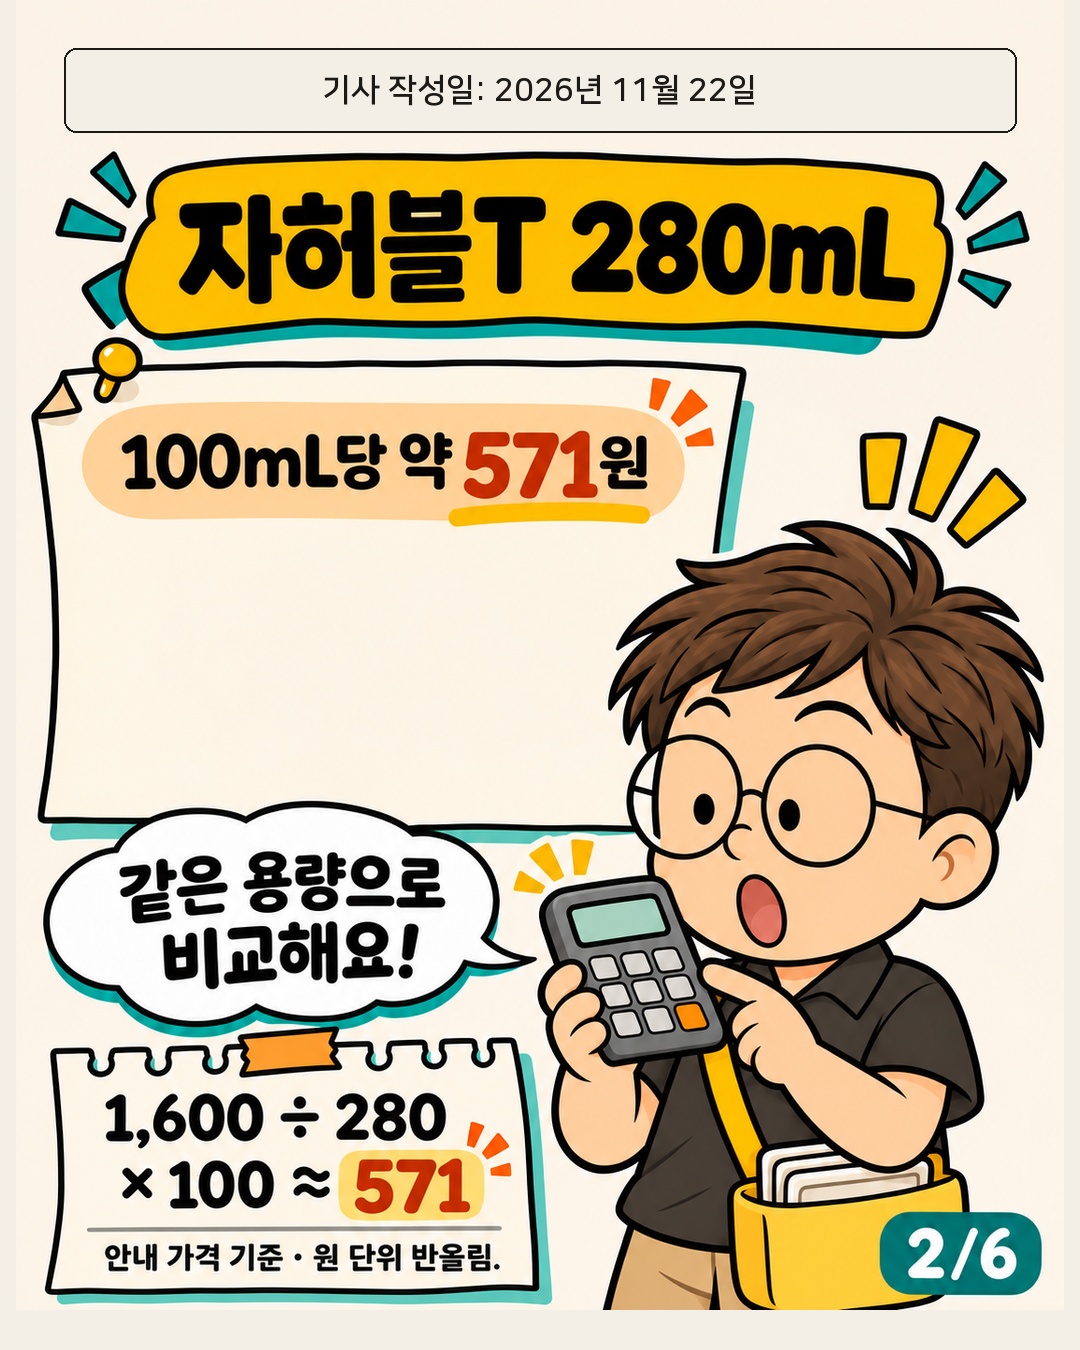 기사 작성일: 2026년 11월 22일
자허블T 280mL
100mL당 약 571원
같은 용량으로
비교해요!
1,600 ÷ 280
× 100 ≈ 571
안내 가격 기준 · 원 단위 반올림.
2/6